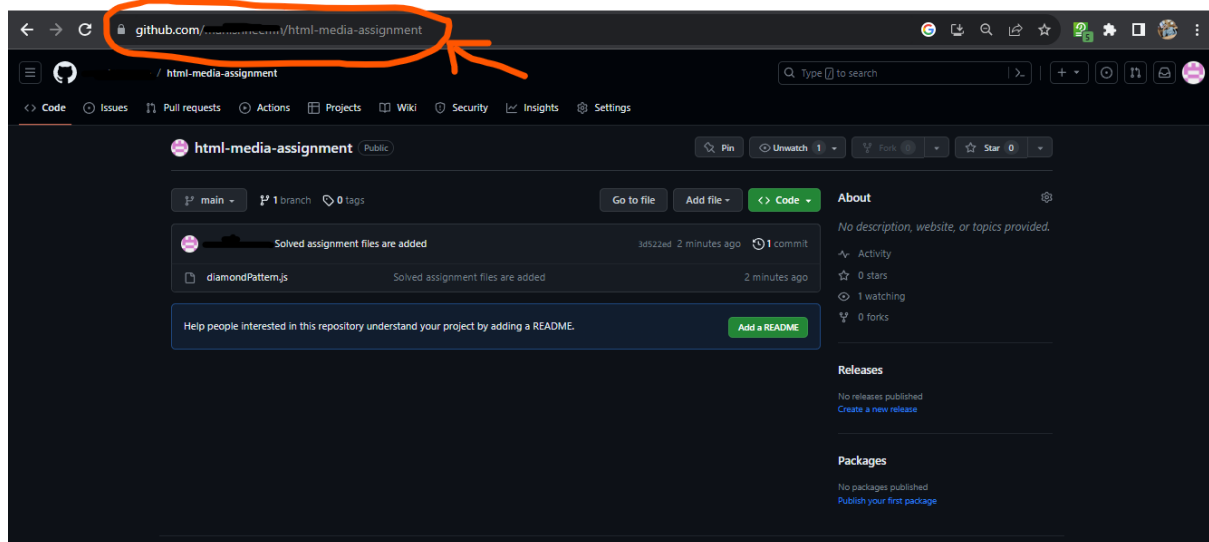 github.com/ /html-media-assignment
/ html-media-assignment
Type / to search
Code Issues Pull requests Actions Projects Wiki Security Insights Settings
html-media-assignment Public
Pin Unwatch 1 Fork 0 Star 0
main 1 branch 0 tags Go to file Add file Code
Solved assignment files are added 3d522ed 2 minutes ago 1 commit
diamondPattern.js Solved assignment files are added 2 minutes ago
Help people interested in this repository understand your project by adding a README. Add a README
About
No description, website, or topics provided.
Activity
0 stars
1 watching
0 forks
Releases
No releases published
Create a new release
Packages
No packages published
Publish your first package